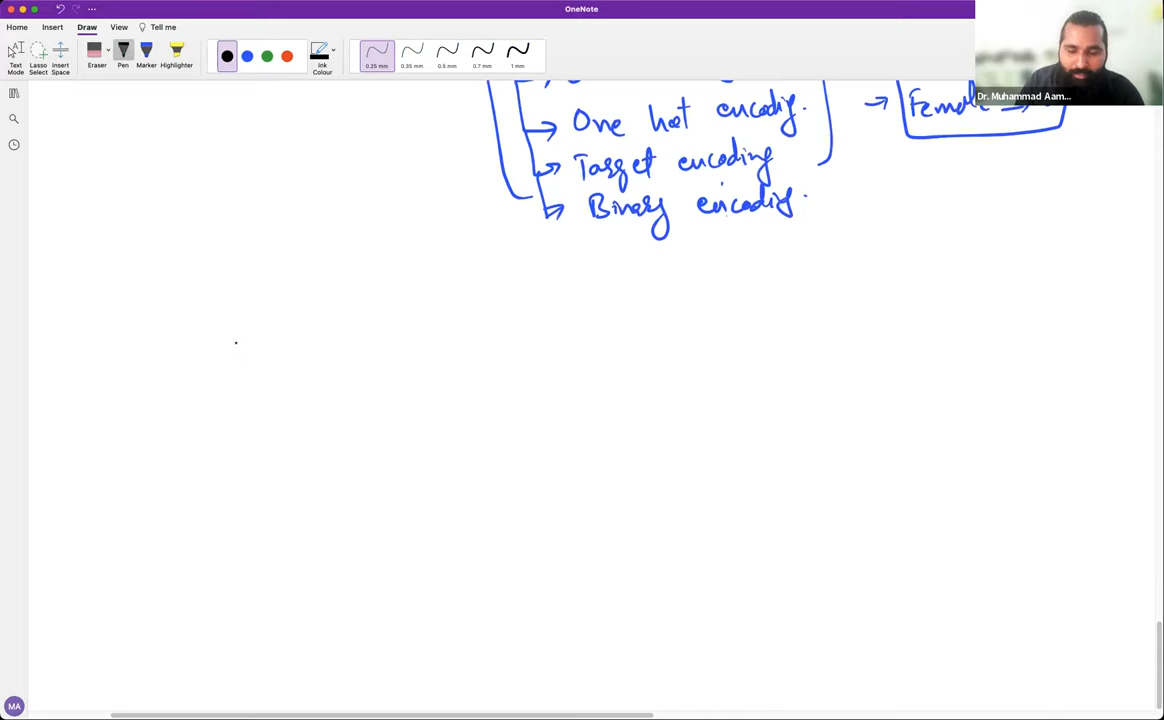 OneNote
Home Insert Draw View Tell me
Text Mode
Lasso Select
Insert Space
Eraser
Pen
Marker
Highlighter
Ink Colour
0.25 mm
0.35 mm
0.5 mm
0.7 mm
1 mm
Dr. Muhammad Aam...
→ One hot encodig.
→ Target encoding
→ Binary encodig.
→ Female →
MA